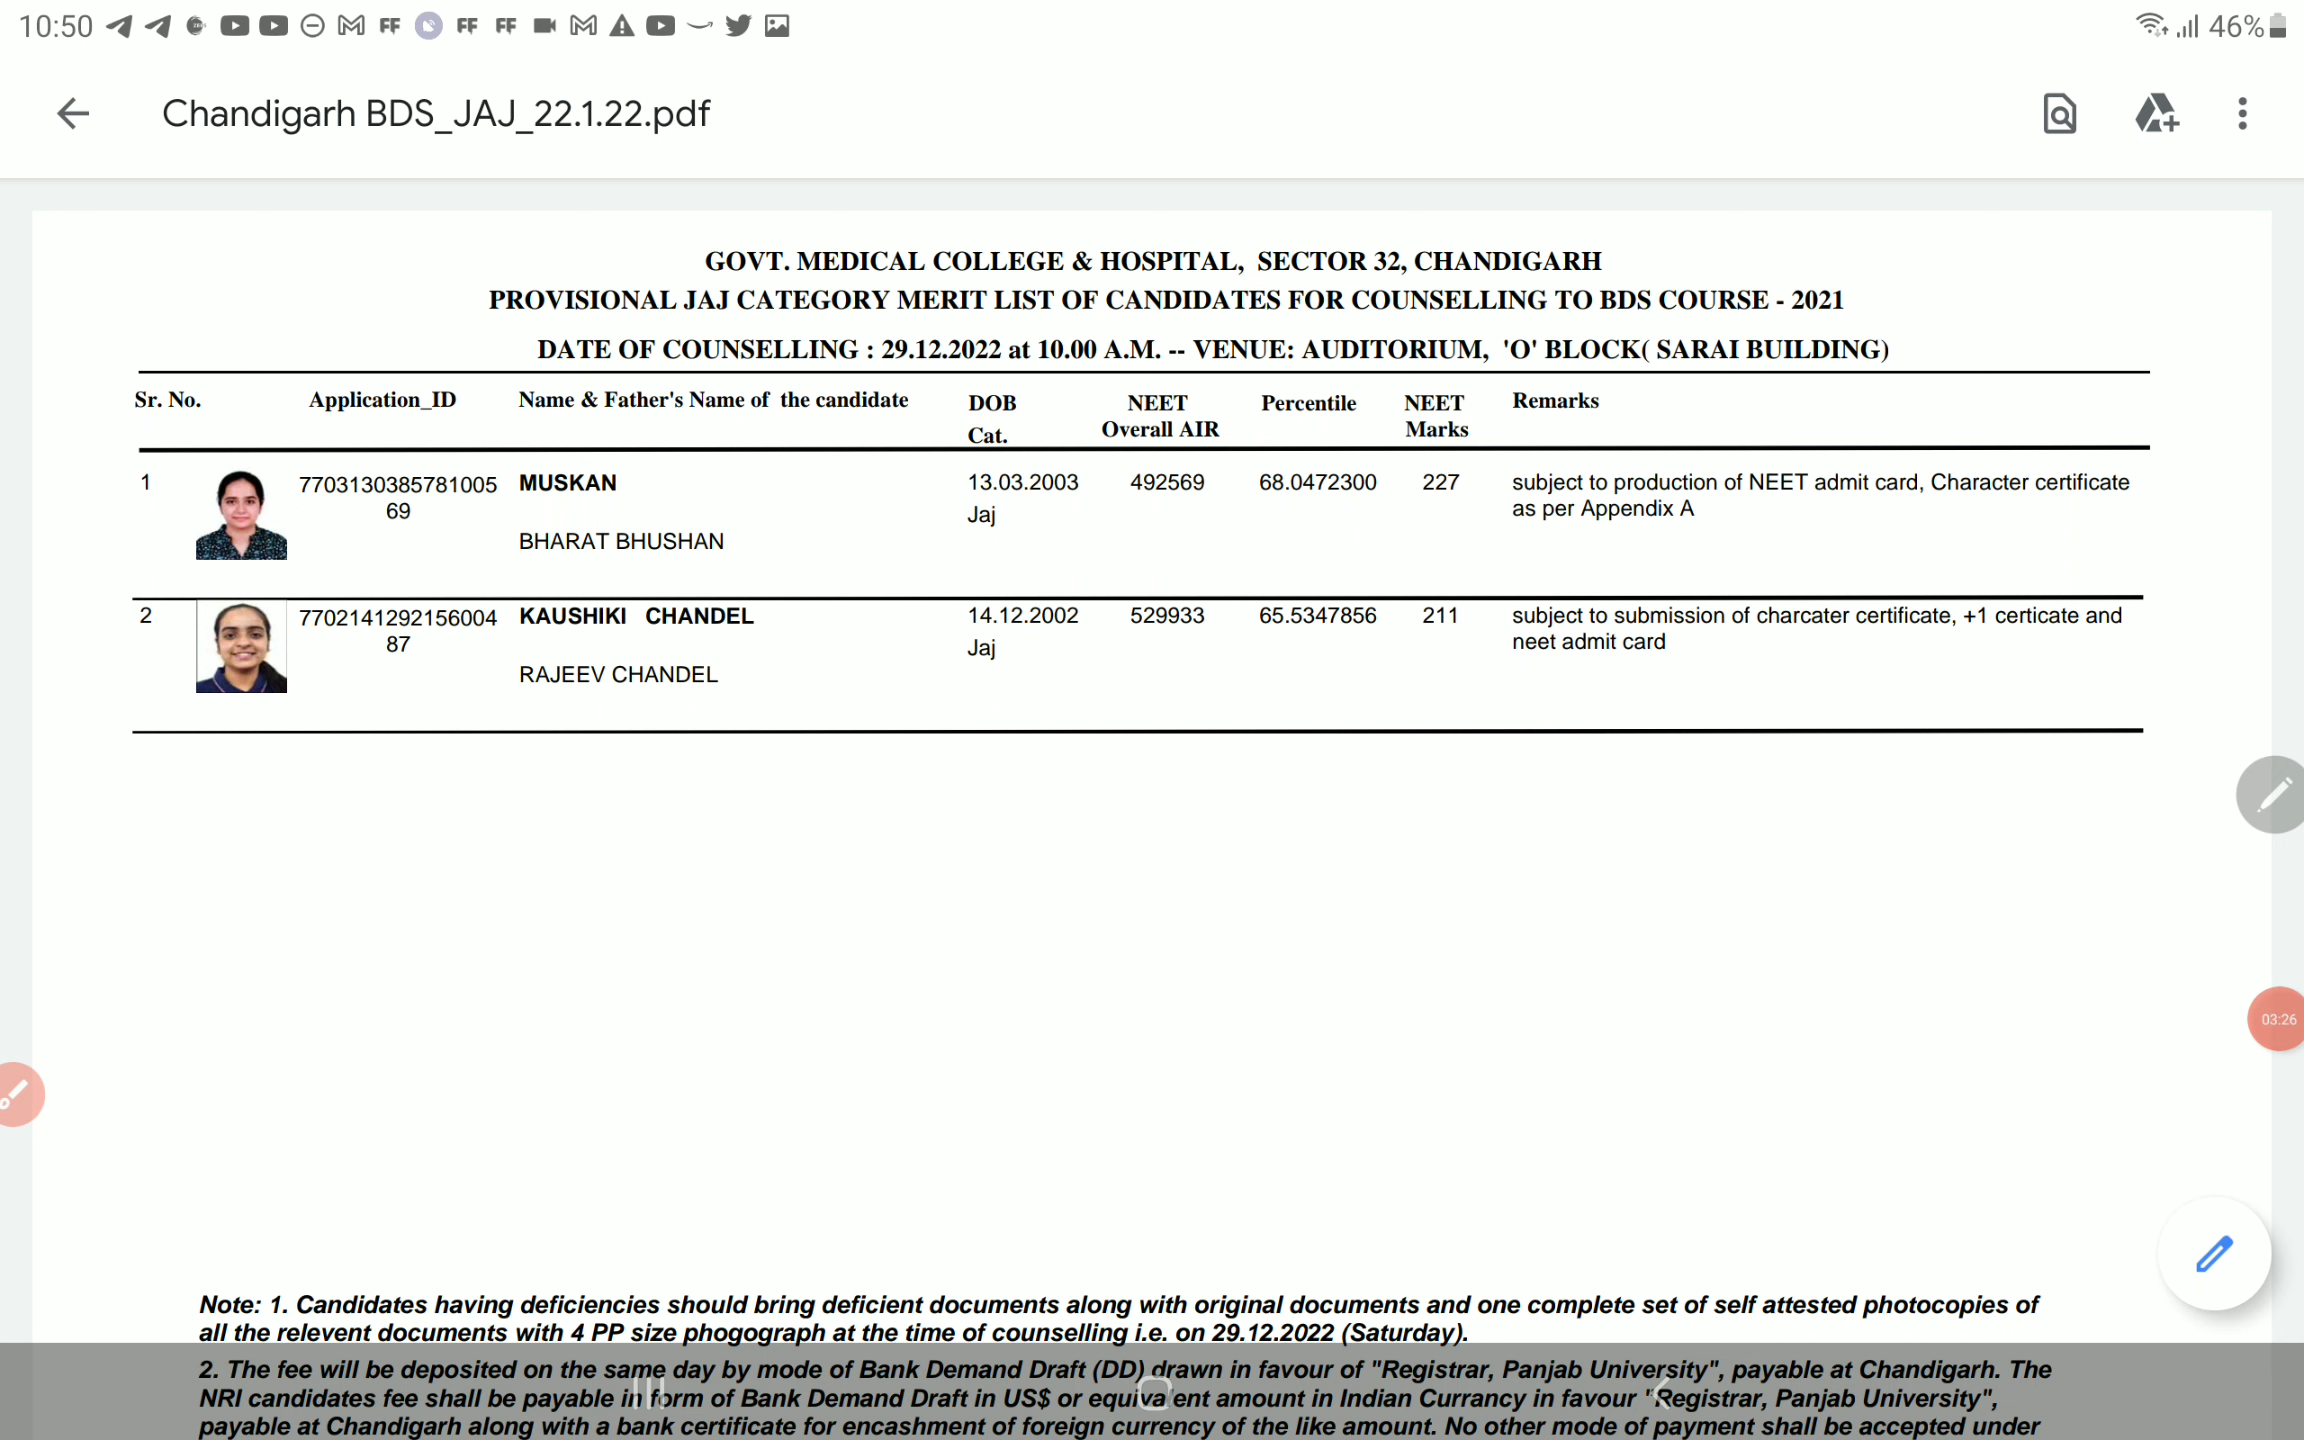 10:50 FF FF FF 46%
Chandigarh BDS_JAJ_22.1.22.pdf
GOVT. MEDICAL COLLEGE & HOSPITAL, SECTOR 32, CHANDIGARH
PROVISIONAL JAJ CATEGORY MERIT LIST OF CANDIDATES FOR COUNSELLING TO BDS COURSE - 2021
DATE OF COUNSELLING : 29.12.2022 at 10.00 A.M. -- VENUE: AUDITORIUM, 'O' BLOCK( SARAI BUILDING)
Sr. No. Application_ID Name & Father's Name of the candidate DOB NEET Percentile NEET Remarks
Cat. Overall AIR Marks
1 7703130385781005 MUSKAN 13.03.2003 492569 68.0472300 227 subject to production of NEET admit card, Character certificate
69 Jaj as per Appendix A
BHARAT BHUSHAN
2 7702141292156004 KAUSHIKI CHANDEL 14.12.2002 529933 65.5347856 211 subject to submission of charcater certificate, +1 certicate and
87 Jaj neet admit card
RAJEEV CHANDEL
03:26
Note: 1. Candidates having deficiencies should bring deficient documents along with original documents and one complete set of self attested photocopies of
all the relevent documents with 4 PP size phogograph at the time of counselling i.e. on 29.12.2022 (Saturday).
2. The fee will be deposited on the same day by mode of Bank Demand Draft (DD) drawn in favour of "Registrar, Panjab University", payable at Chandigarh. The
NRI candidates fee shall be payable in form of Bank Demand Draft in US$ or equivalent amount in Indian Currency in favour "Registrar, Panjab University",
payable at Chandigarh along with a bank certificate for encashment of foreign currency of the like amount. No other mode of payment shall be accepted under